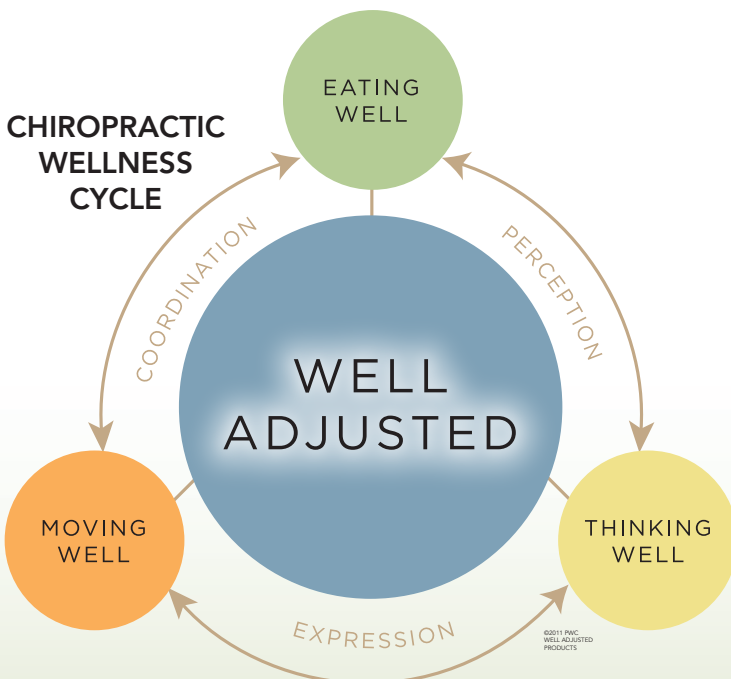 EATING
WELL
CHIROPRACTIC
WELLNESS
CYCLE
COORDINATION
PERCEPTION
WELL
ADJUSTED
MOVING
WELL
THINKING
WELL
EXPRESSION
©2011 PWC
WELL ADJUSTED
PRODUCTS